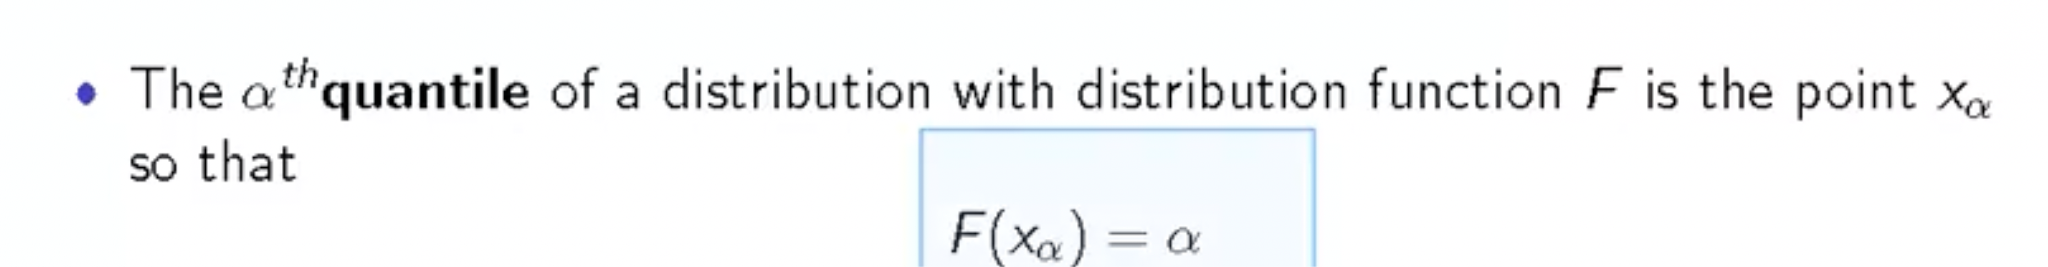 • The α^th quantile of a distribution with distribution function F is the point x_α
so that
F(x_α) = α